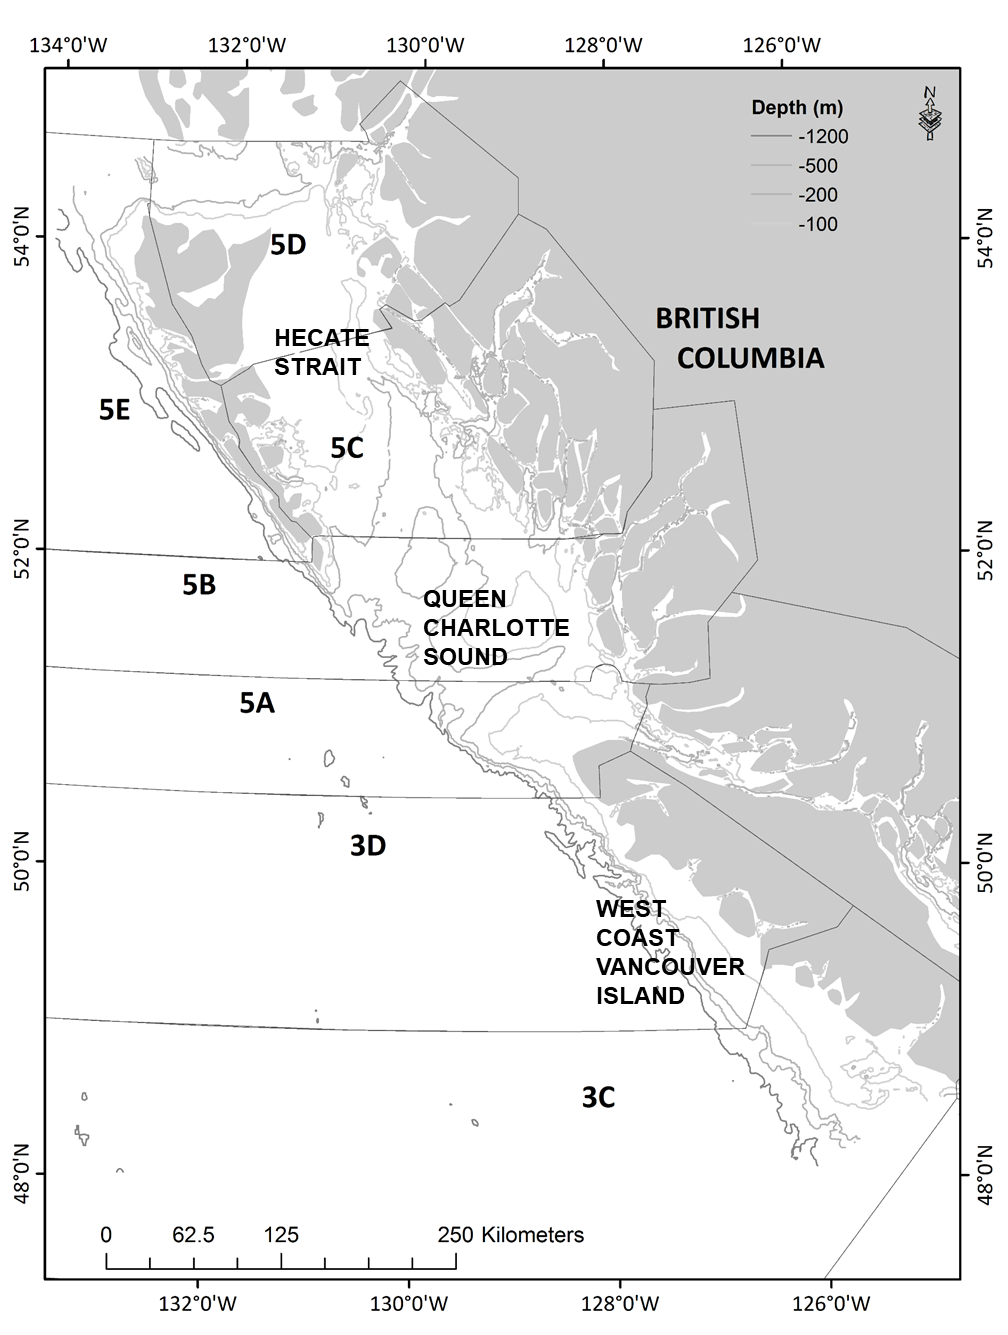 134°0'W 132°0'W 130°0'W 128°0'W 126°0'W
Depth (m)
-1200
-500
-200
-100
N
54°0'N
54°0'N
5D
BRITISH
COLUMBIA
HECATE
STRAIT
5E
5C
52°0'N
52°0'N
5B
QUEEN
CHARLOTTE
SOUND
5A
3D
50°0'N
50°0'N
WEST
COAST
VANCOUVER
ISLAND
3C
48°0'N
48°0'N
0 62.5 125 250 Kilometers
132°0'W 130°0'W 128°0'W 126°0'W